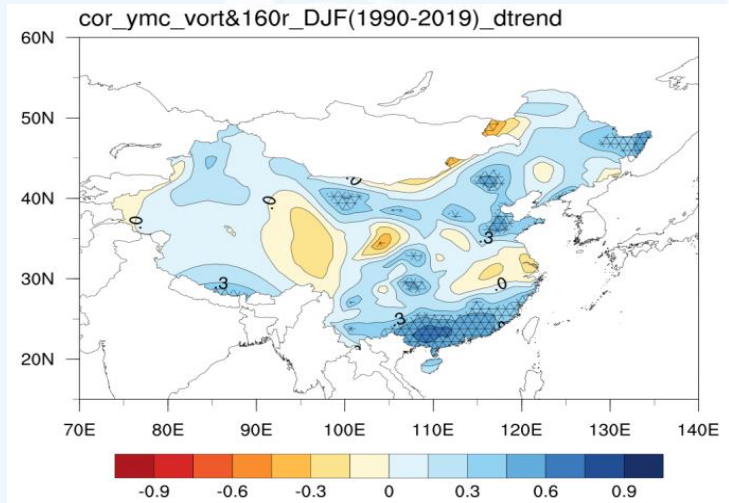 cor_ymc_vort&160r_DJF(1990-2019)_dtrend
60N
50N
40N
30N
20N
.0
.0
.0
.3
.3
.0
.3
70E 80E 90E 100E 110E 120E 130E 140E
-0.9 -0.6 -0.3 0 0.3 0.6 0.9